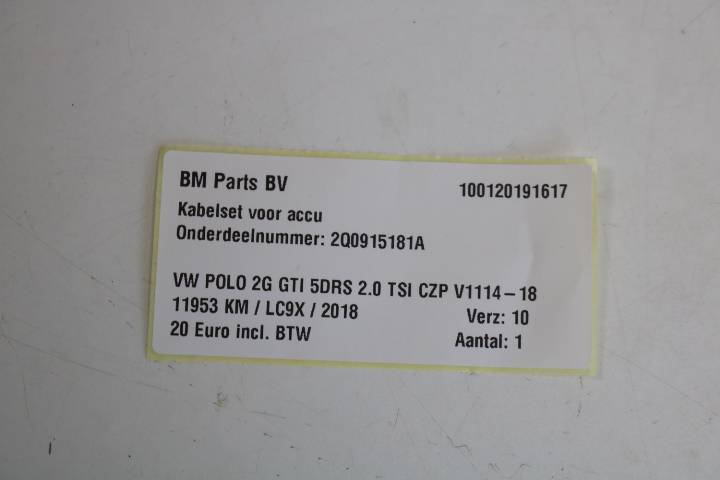 BM Parts BV 100120191617
Kabelset voor accu
Onderdeelnummer: 2Q0915181A
VW POLO 2G GTI 5DRS 2.0 TSI CZP V1114-18
11953 KM / LC9X / 2018 Verz: 10
20 Euro incl. BTW Aantal: 1